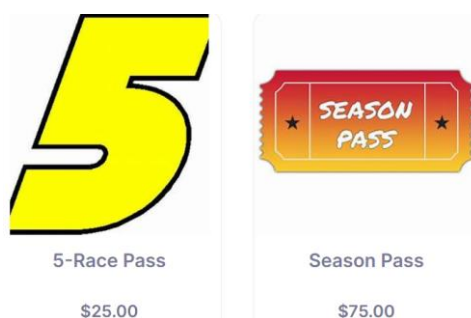 5
SEASON
PASS
5-Race Pass
Season Pass
$25.00
$75.00